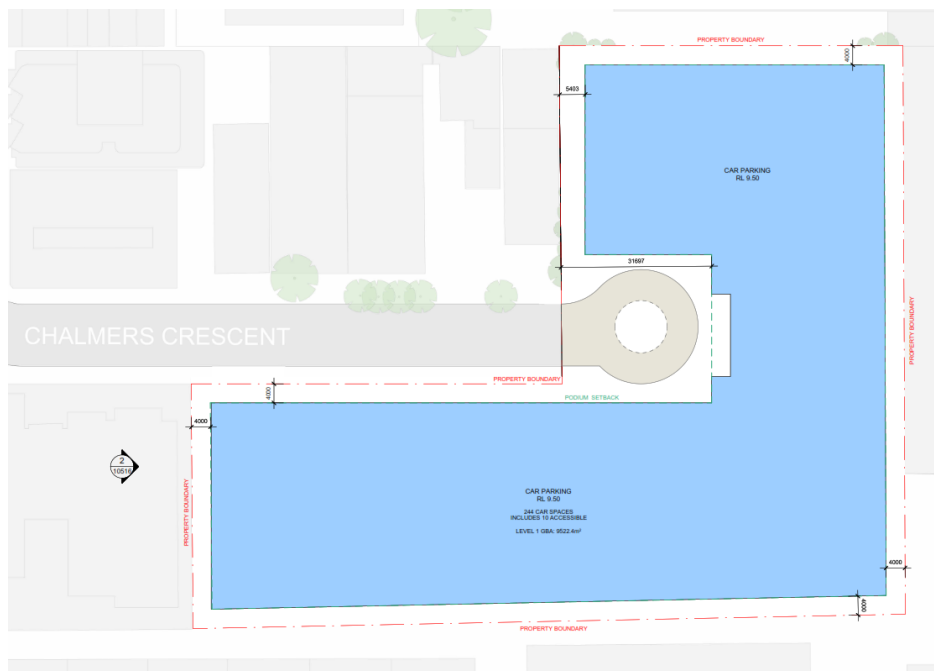 PROPERTY BOUNDARY
4000
5403
CAR PARKING
RL 9.50
31697
CHALMERS CRESCENT
PROPERTY BOUNDARY
PROPERTY BOUNDARY
4000
PODIUM SETBACK
4000
2
10516
PROPERTY BOUNDARY
CAR PARKING
RL 9.50
244 CAR SPACES
INCLUDES 10 ACCESSIBLE
LEVEL 1 GBA: 9522.4m²
4000
4000
PROPERTY BOUNDARY